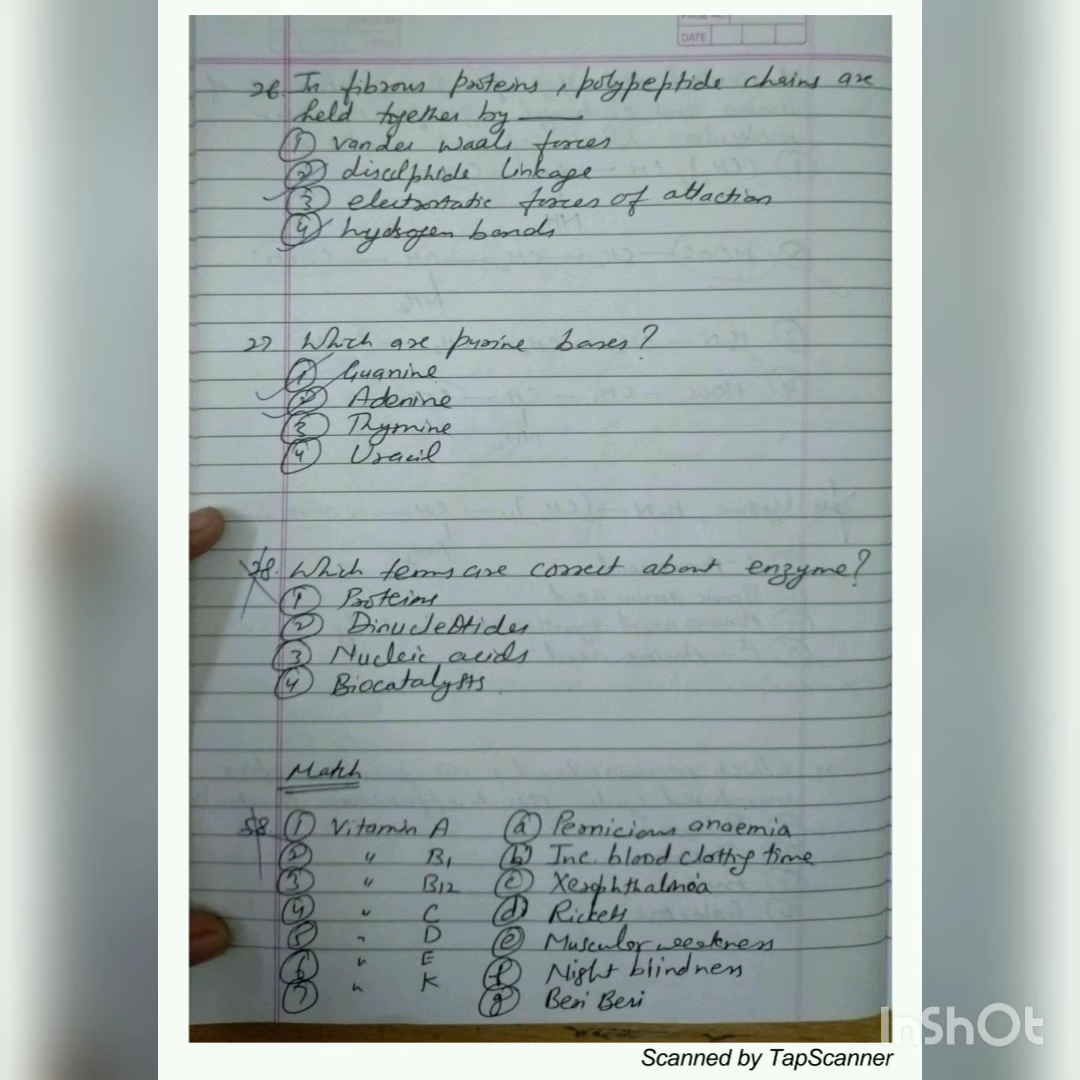 DATE
26. In fibrous proteins, polypeptide chains are
held together by ____
① vander waals forces
② disulphide linkage
③ electrostatic forces of attaction
④ hydrogen bonds
27 Which are purine bases?
① Guanine
② Adenine
③ Thymine
④ Uracil
28. Which terms are correct about enzyme?
① Proteins
② Dinucleotides
③ Nucleic acids
④ Biocatalysts
Match
58 ① Vitamin A ⓐ Pernicious anaemia
② " B₁ ⓑ Inc. blood clottg time
③ " B12 ⓒ Xerophthalmia
④ " C ⓓ Rickets
⑤ " D ⓔ Muscular weekness
⑥ " E ⓕ Night blindness
⑦ " K ⓖ Beri Beri
InShOt
Scanned by TapScanner